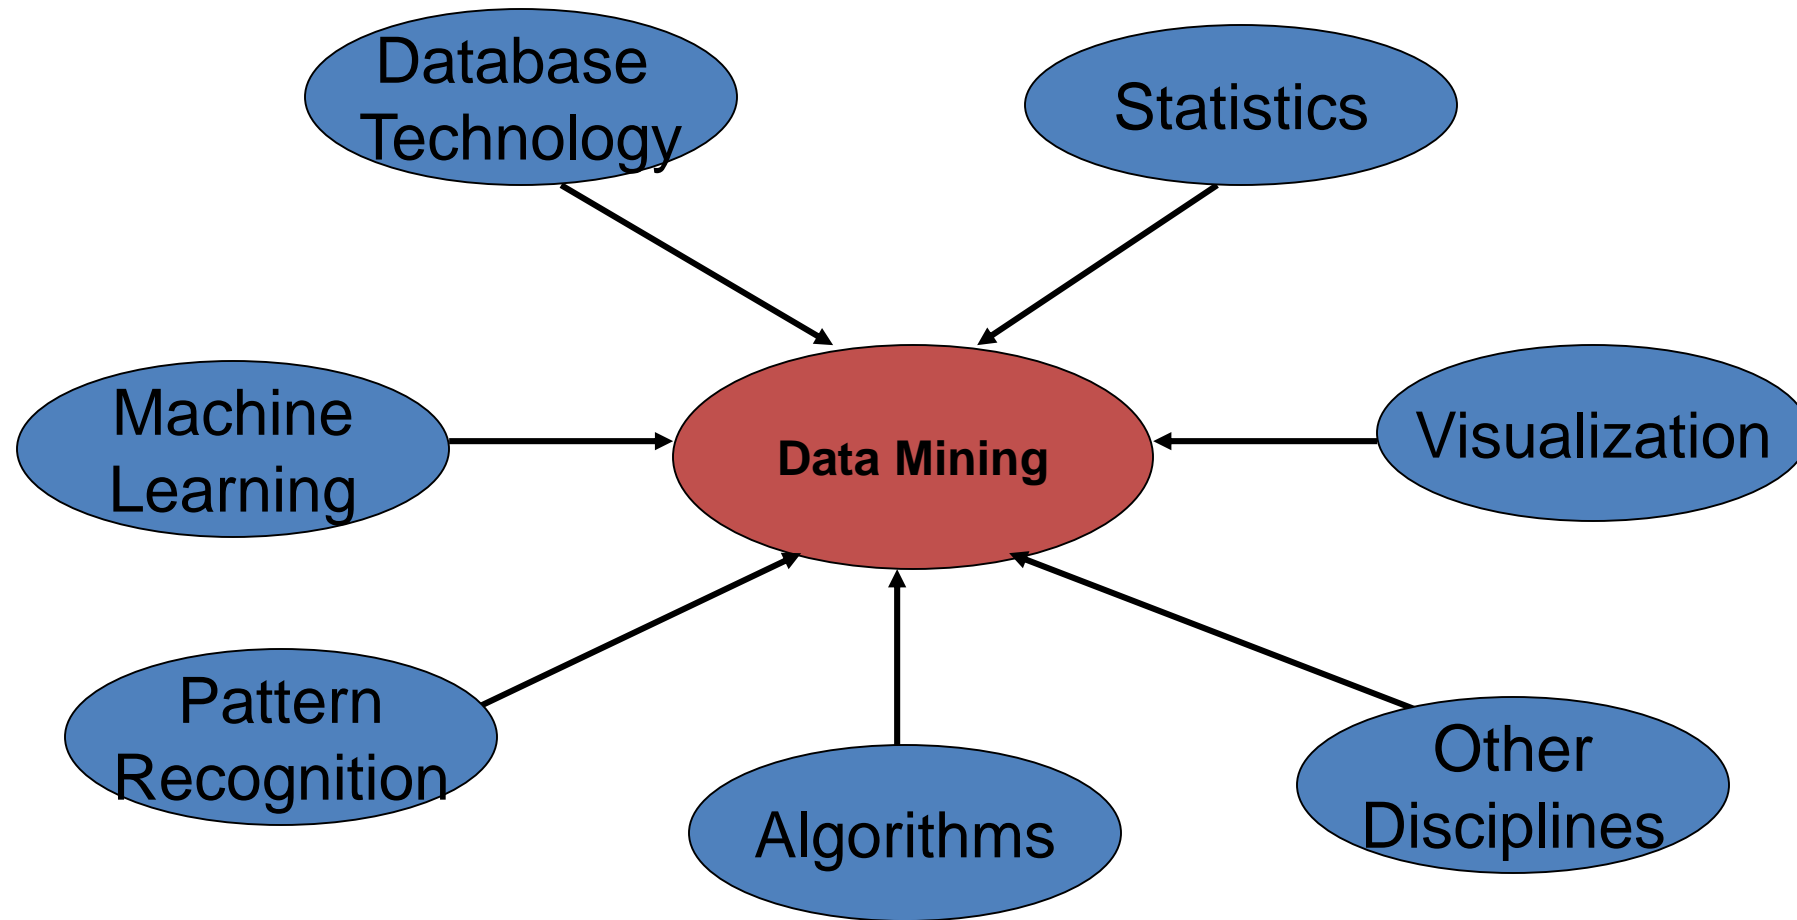 Database
Technology
Statistics
Machine
Learning
Data Mining
Visualization
Pattern
Recognition
Algorithms
Other
Disciplines